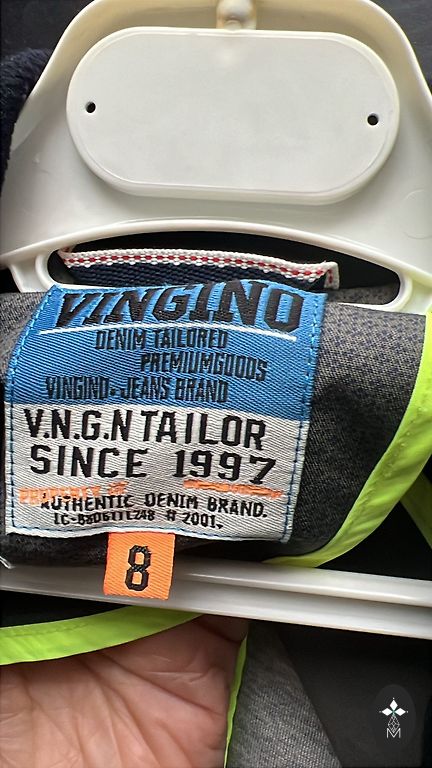 VINGINO
DENIM TAILORED
PREMIUMGOODS
VINGINO - JEANS BRAND
V.N.G.N TAILOR
SINCE 1997
AUTHENTIC DENIM BRAND.
8
M